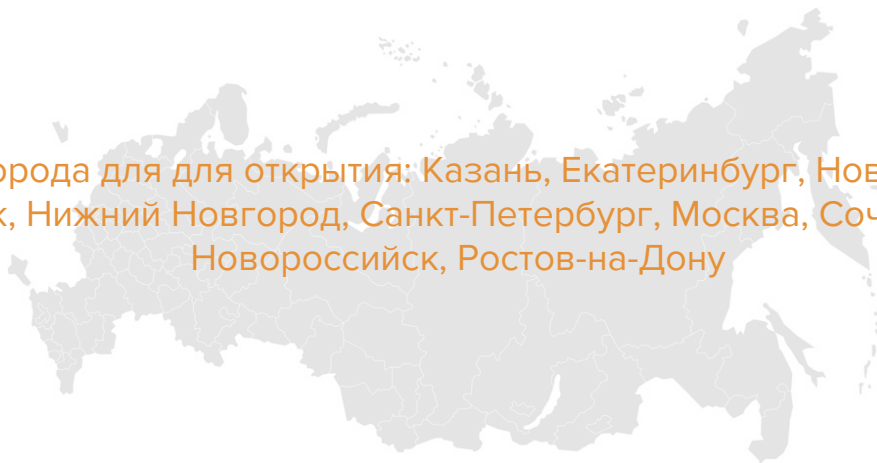 орода для для открытия: Казань, Екатеринбург, Нов
к, Нижний Новгород, Санкт-Петербург, Москва, Соч
Новороссийск, Ростов-на-Дону